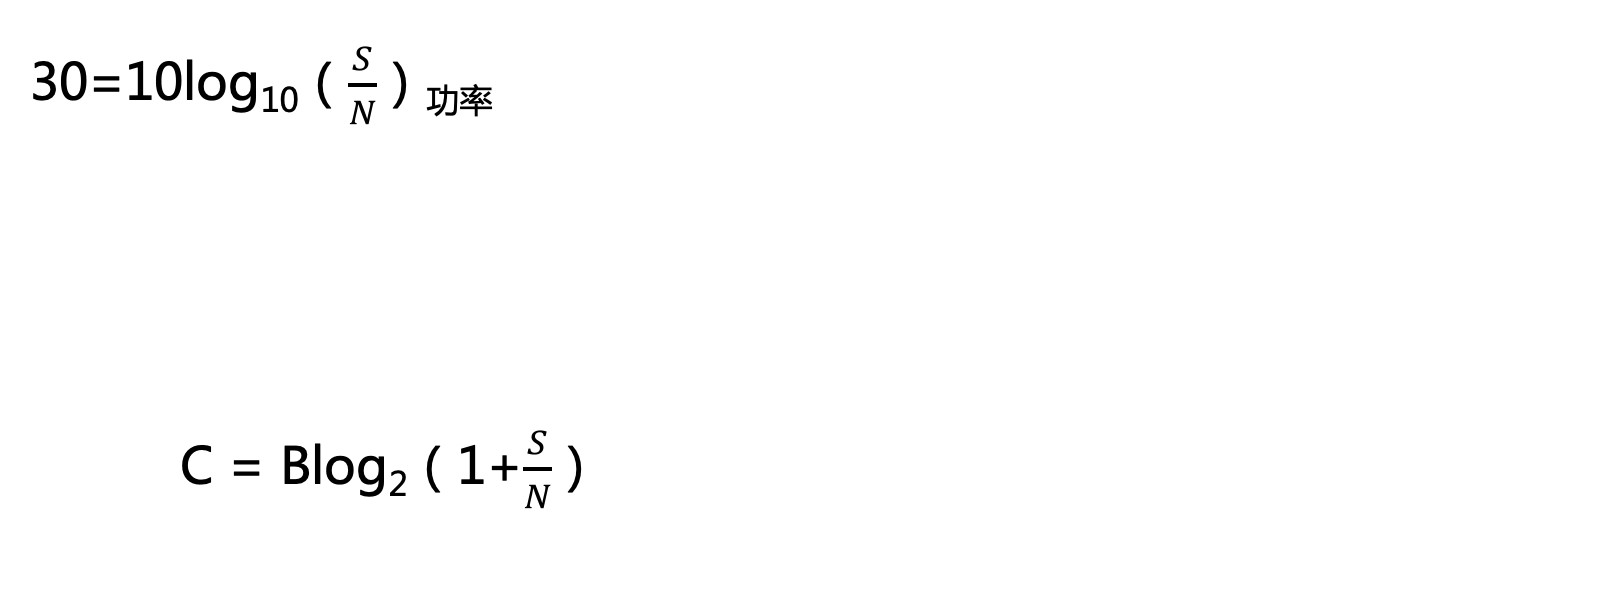 30=10log₁₀（S/N）功率
C = Blog₂（1+S/N）